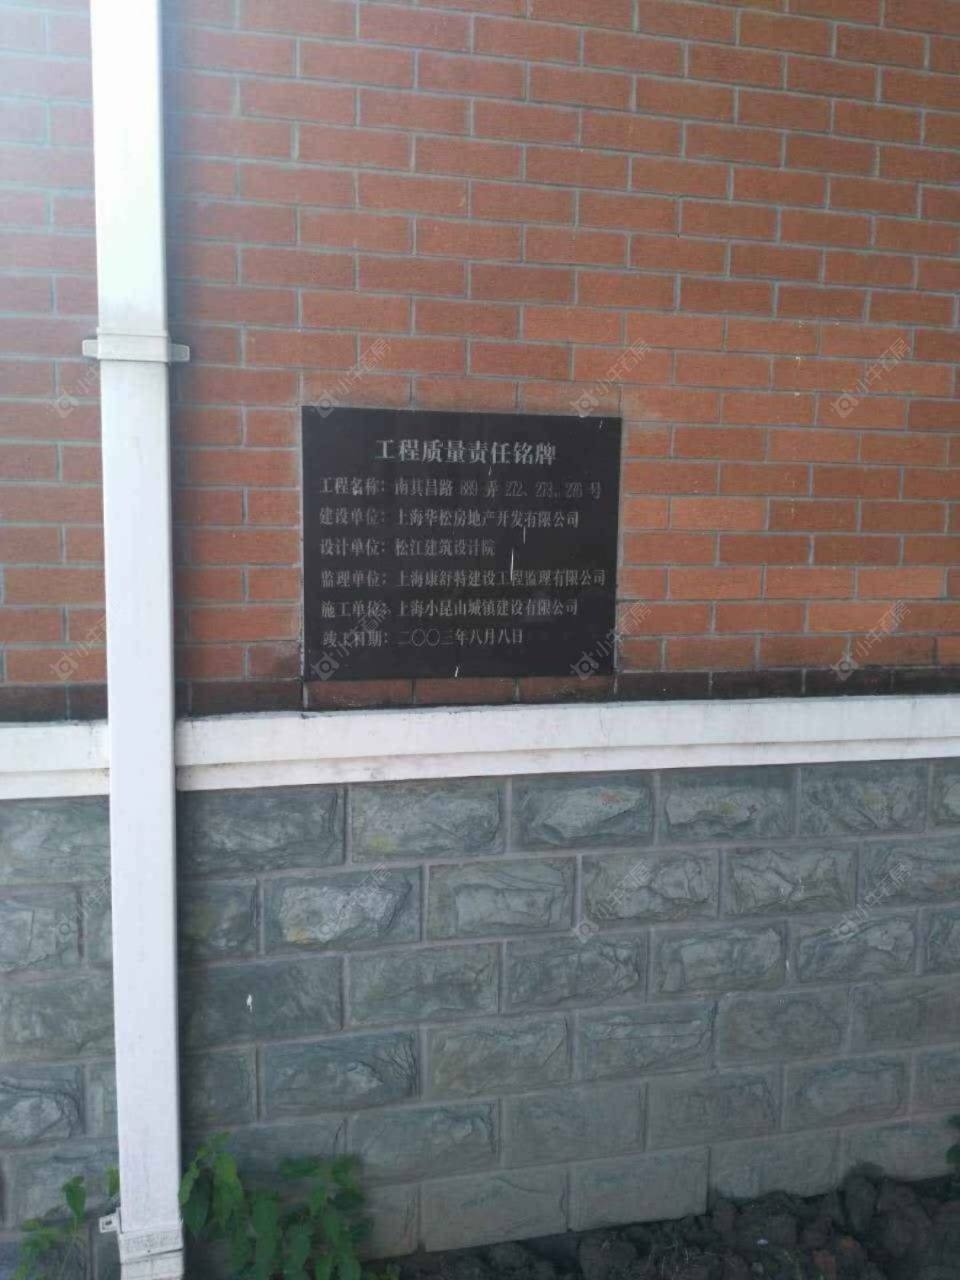 工程质量责任铭牌
工程名称：南其昌路 889 弄 272、273、276 号
建设单位：上海华松房地产开发有限公司
设计单位：松江建筑设计院
监理单位：上海康舒特建设工程监理有限公司
施工单位：上海小昆山城镇建设有限公司
竣工日期：二〇〇三年八月八日
小牛看房